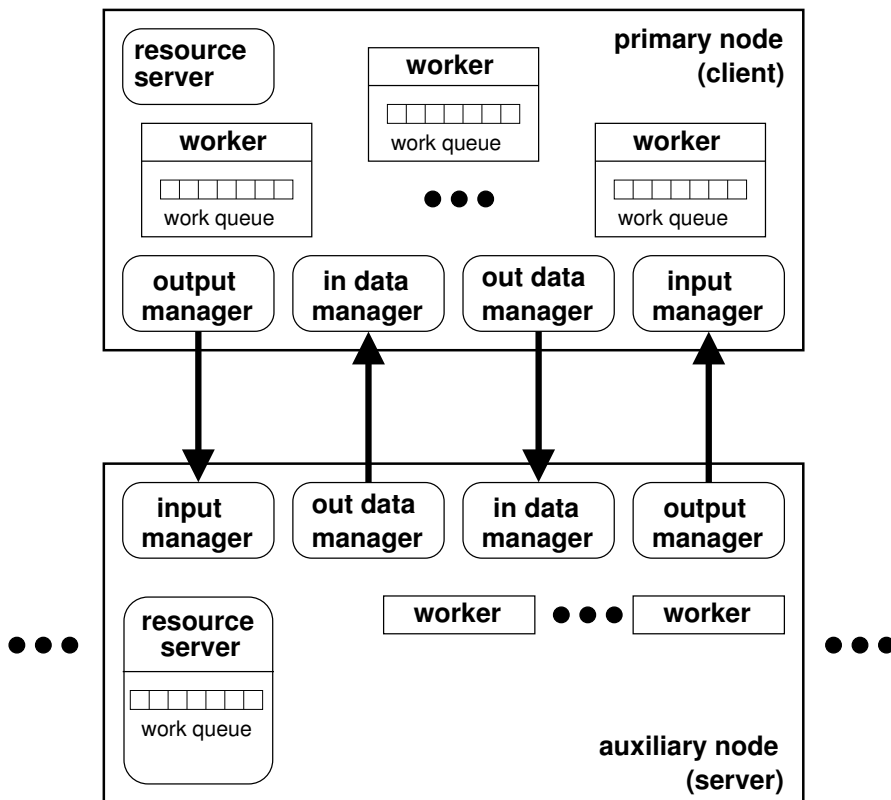 resource
server
primary node
(client)
worker
work queue
worker
work queue
worker
work queue
output
manager
in data
manager
out data
manager
input
manager
input
manager
out data
manager
in data
manager
output
manager
resource
server
work queue
worker
worker
auxiliary node
(server)